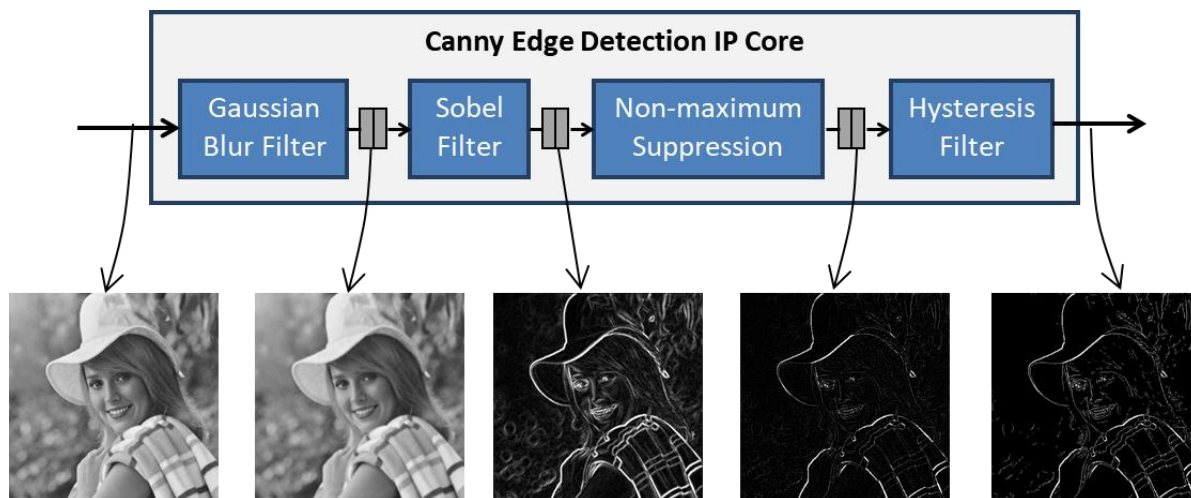 Canny Edge Detection IP Core
Gaussian
Blur Filter
Sobel
Filter
Non-maximum
Suppression
Hysteresis
Filter